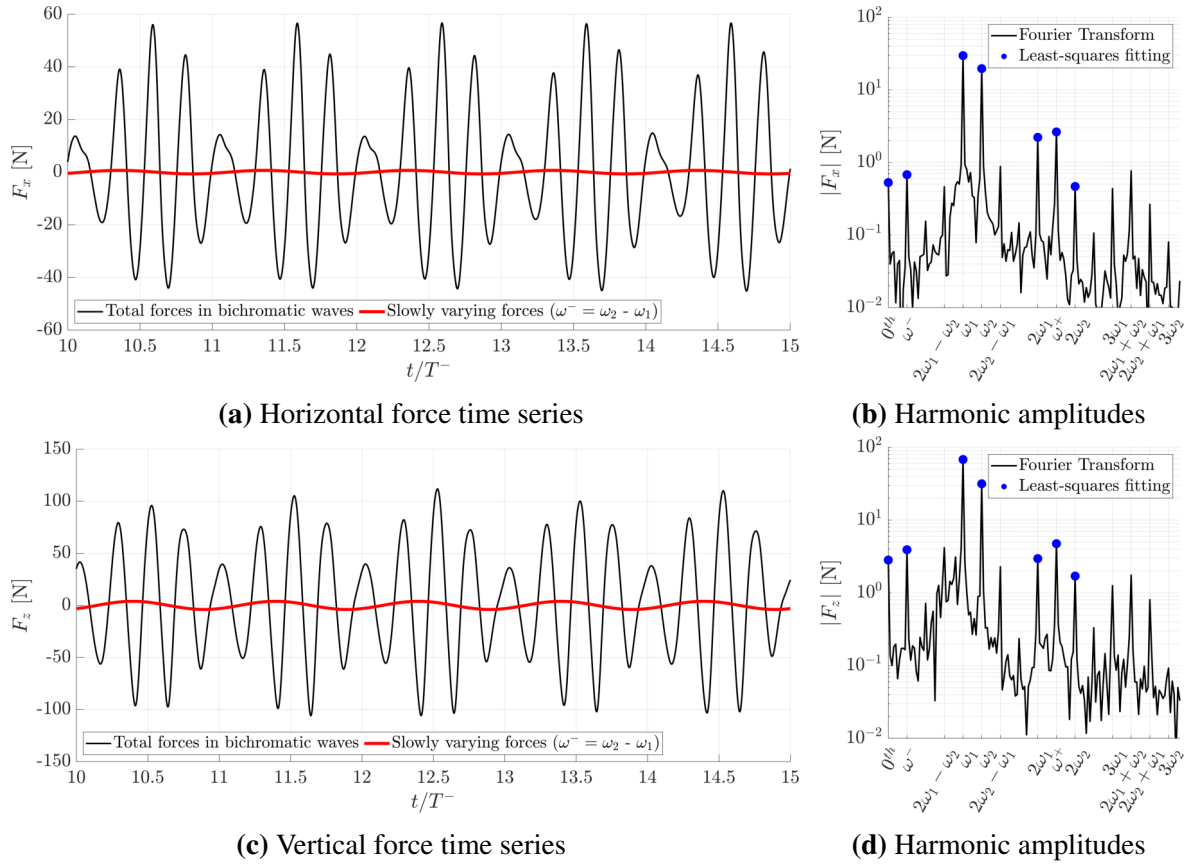 60
40
20
0
-20
-40
-60
F_x [N]
Total forces in bichromatic waves
Slowly varying forces (ω⁻ = ω₂ - ω₁)
10 10.5 11 11.5 12 12.5 13 13.5 14 14.5 15
t/T⁻
(a) Horizontal force time series
10²
10¹
10⁰
10⁻¹
10⁻²
|F_x| [N]
Fourier Transform
Least-squares fitting
0ᵗʰ ω⁻ 2ω₁ − ω₂ ω₁ ω₂ 2ω₂ − ω₁ 2ω₁ ω⁺ 2ω₂ 3ω₁ 2ω₁ + ω₂ 2ω₂ + ω₁ 3ω₂
(b) Harmonic amplitudes
150
100
50
0
-50
-100
-150
F_z [N]
Total forces in bichromatic waves
Slowly varying forces (ω⁻ = ω₂ - ω₁)
10 10.5 11 11.5 12 12.5 13 13.5 14 14.5 15
t/T⁻
(c) Vertical force time series
10²
10¹
10⁰
10⁻¹
10⁻²
|F_z| [N]
Fourier Transform
Least-squares fitting
0ᵗʰ ω⁻ 2ω₁ − ω₂ ω₁ ω₂ 2ω₂ − ω₁ 2ω₁ ω⁺ 2ω₂ 3ω₁ 2ω₁ + ω₂ 2ω₂ + ω₁ 3ω₂
(d) Harmonic amplitudes